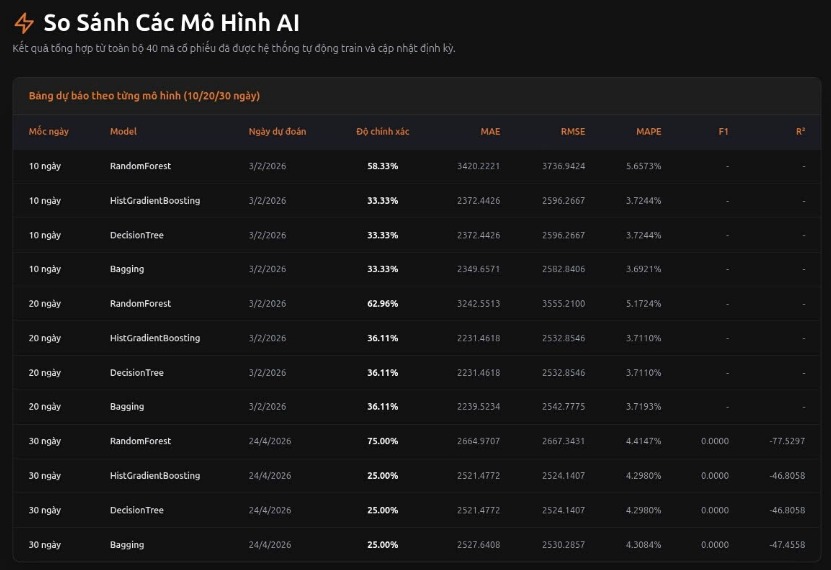 So Sánh Các Mô Hình AI
Kết quả tổng hợp từ toàn bộ 40 mã cổ phiếu đã được hệ thống tự động train và cập nhật định kỳ.
Bảng dự báo theo từng mô hình (10/20/30 ngày)
Mốc ngày Model Ngày dự đoán Độ chính xác MAE RMSE MAPE F1 R²
10 ngày RandomForest 3/2/2026 58.33% 3420.2221 3736.9424 5.6573% - -
10 ngày HistGradientBoosting 3/2/2026 33.33% 2372.4426 2596.2667 3.7244% - -
10 ngày DecisionTree 3/2/2026 33.33% 2372.4426 2596.2667 3.7244% - -
10 ngày Bagging 3/2/2026 33.33% 2349.6571 2582.8406 3.6921% - -
20 ngày RandomForest 3/2/2026 62.96% 3242.5513 3555.2100 5.1724% - -
20 ngày HistGradientBoosting 3/2/2026 36.11% 2231.4618 2532.8546 3.7110% - -
20 ngày DecisionTree 3/2/2026 36.11% 2231.4618 2532.8546 3.7110% - -
20 ngày Bagging 3/2/2026 36.11% 2239.5234 2542.7775 3.7193% - -
30 ngày RandomForest 24/4/2026 75.00% 2664.9707 2667.3431 4.4147% 0.0000 -77.5297
30 ngày HistGradientBoosting 24/4/2026 25.00% 2521.4772 2524.1407 4.2980% 0.0000 -46.8058
30 ngày DecisionTree 24/4/2026 25.00% 2521.4772 2524.1407 4.2980% 0.0000 -46.8058
30 ngày Bagging 24/4/2026 25.00% 2527.6408 2530.2857 4.3084% 0.0000 -47.4558